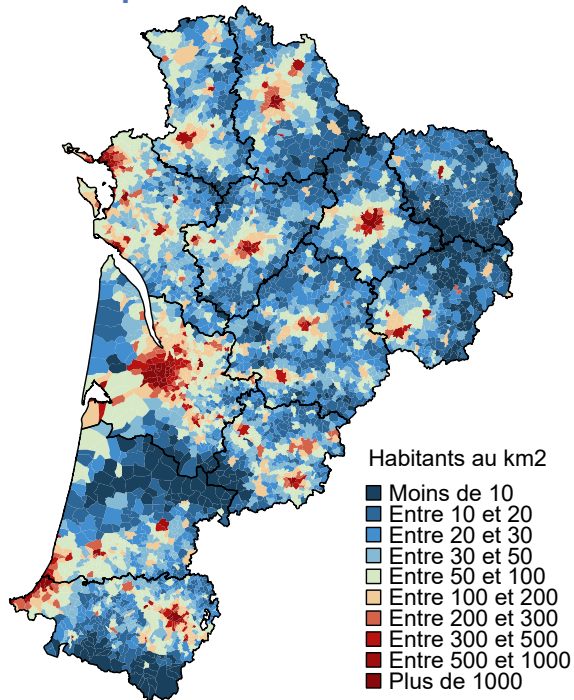 Habitants au km2
Moins de 10
Entre 10 et 20
Entre 20 et 30
Entre 30 et 50
Entre 50 et 100
Entre 100 et 200
Entre 200 et 300
Entre 300 et 500
Entre 500 et 1000
Plus de 1000